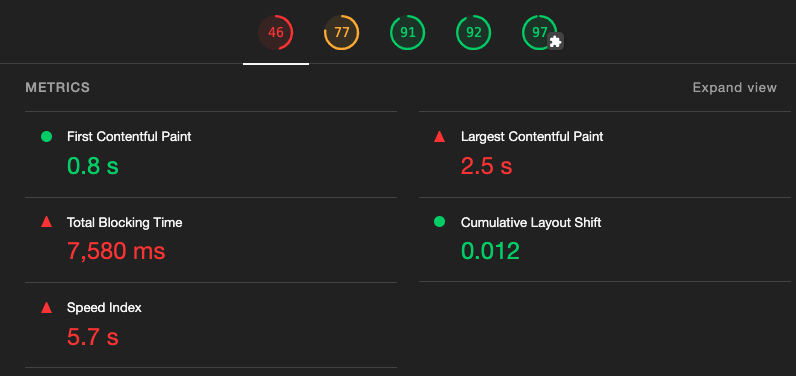 46 77 91 92 97
METRICS Expand view
First Contentful Paint
0.8 s
Largest Contentful Paint
2.5 s
Total Blocking Time
7,580 ms
Cumulative Layout Shift
0.012
Speed Index
5.7 s